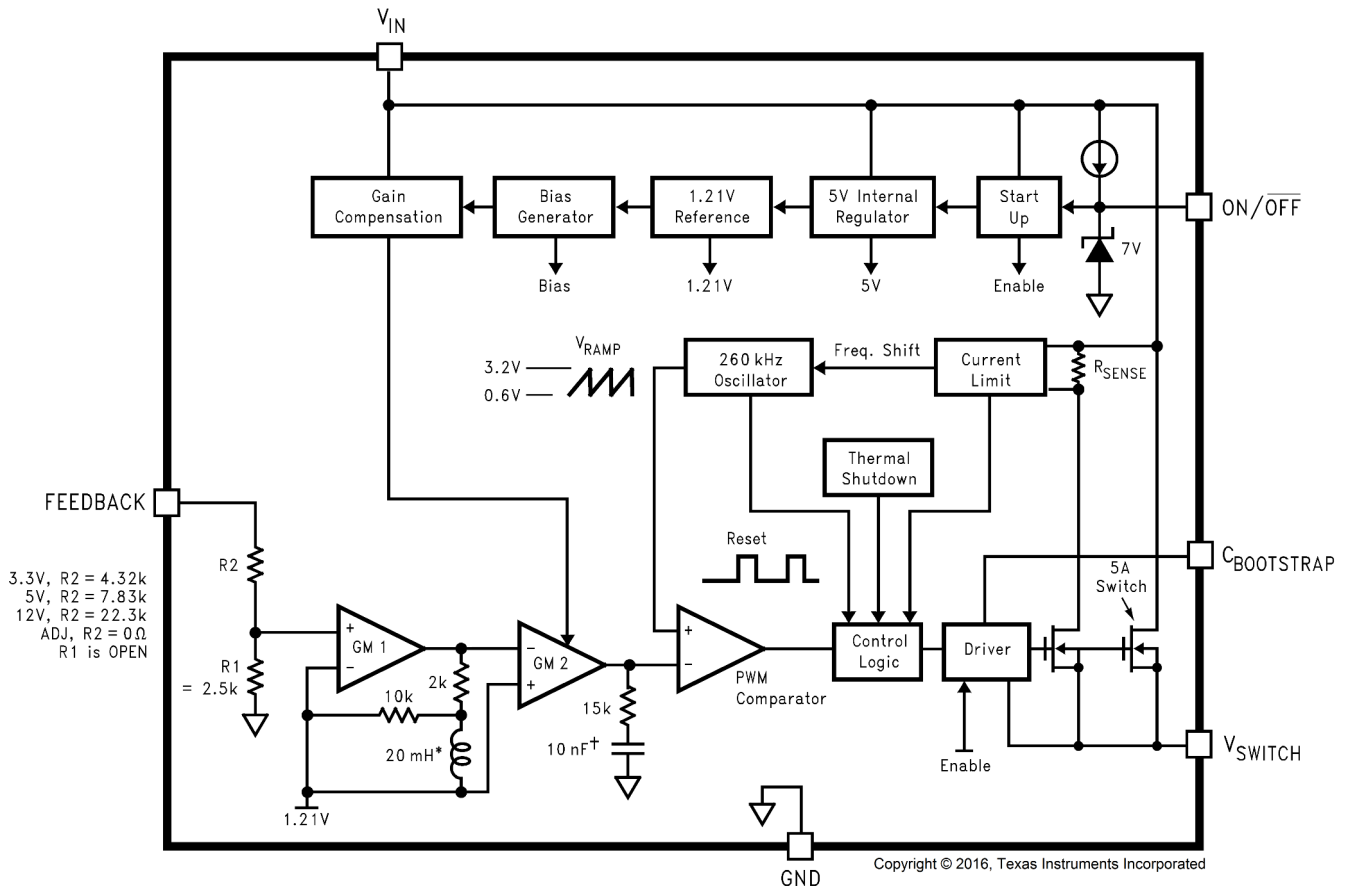 VIN
Gain
Compensation
Bias
Generator
1.21V
Reference
5V Internal
Regulator
Start
Up
ON/OFF
7V
Bias
1.21V
5V
Enable
VRAMP
3.2V
0.6V
260 kHz
Oscillator
Freq. Shift
Current
Limit
RSENSE
Thermal
Shutdown
FEEDBACK
Reset
R2
5A
Switch
CBOOTSTRAP
3.3V, R2 = 4.32k
5V, R2 = 7.83k
12V, R2 = 22.3k
ADJ, R2 = 0Ω
R1 is OPEN
R1
= 2.5k
+
GM 1
−
−
GM 2
+
+
−
PWM
Comparator
Control
Logic
Driver
2k
10k
20 mH*
15k
10 nF†
1.21V
Enable
VSWITCH
GND
Copyright © 2016, Texas Instruments Incorporated